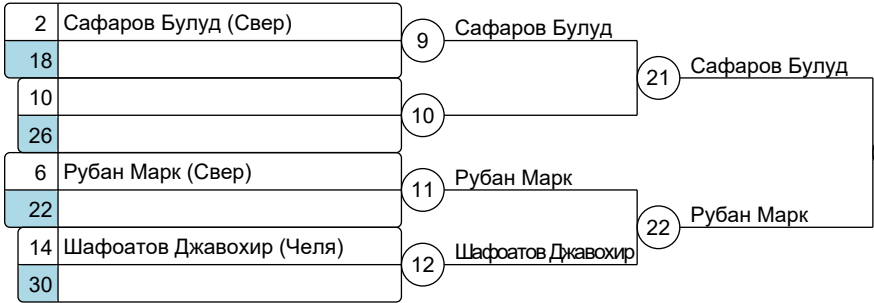 2 Сафаров Булуд (Свер)
18
9 Сафаров Булуд
10
26
10
21 Сафаров Булуд
6 Рубан Марк (Свер)
22
11 Рубан Марк
14 Шафоатов Джавохир (Челя)
30
12 Шафоатов Джавохир
22 Рубан Марк